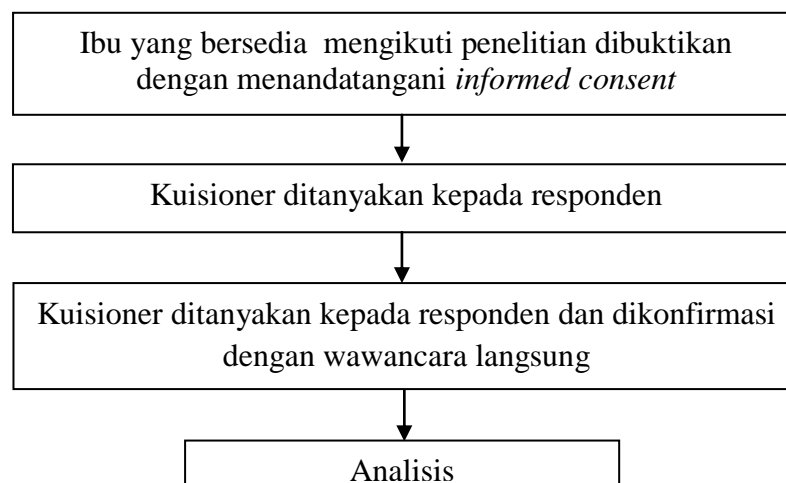 Ibu yang bersedia  mengikuti penelitian dibuktikan
dengan menandatangani informed consent
Kuisioner ditanyakan kepada responden
Kuisioner ditanyakan kepada responden dan dikonfirmasi
dengan wawancara langsung
Analisis